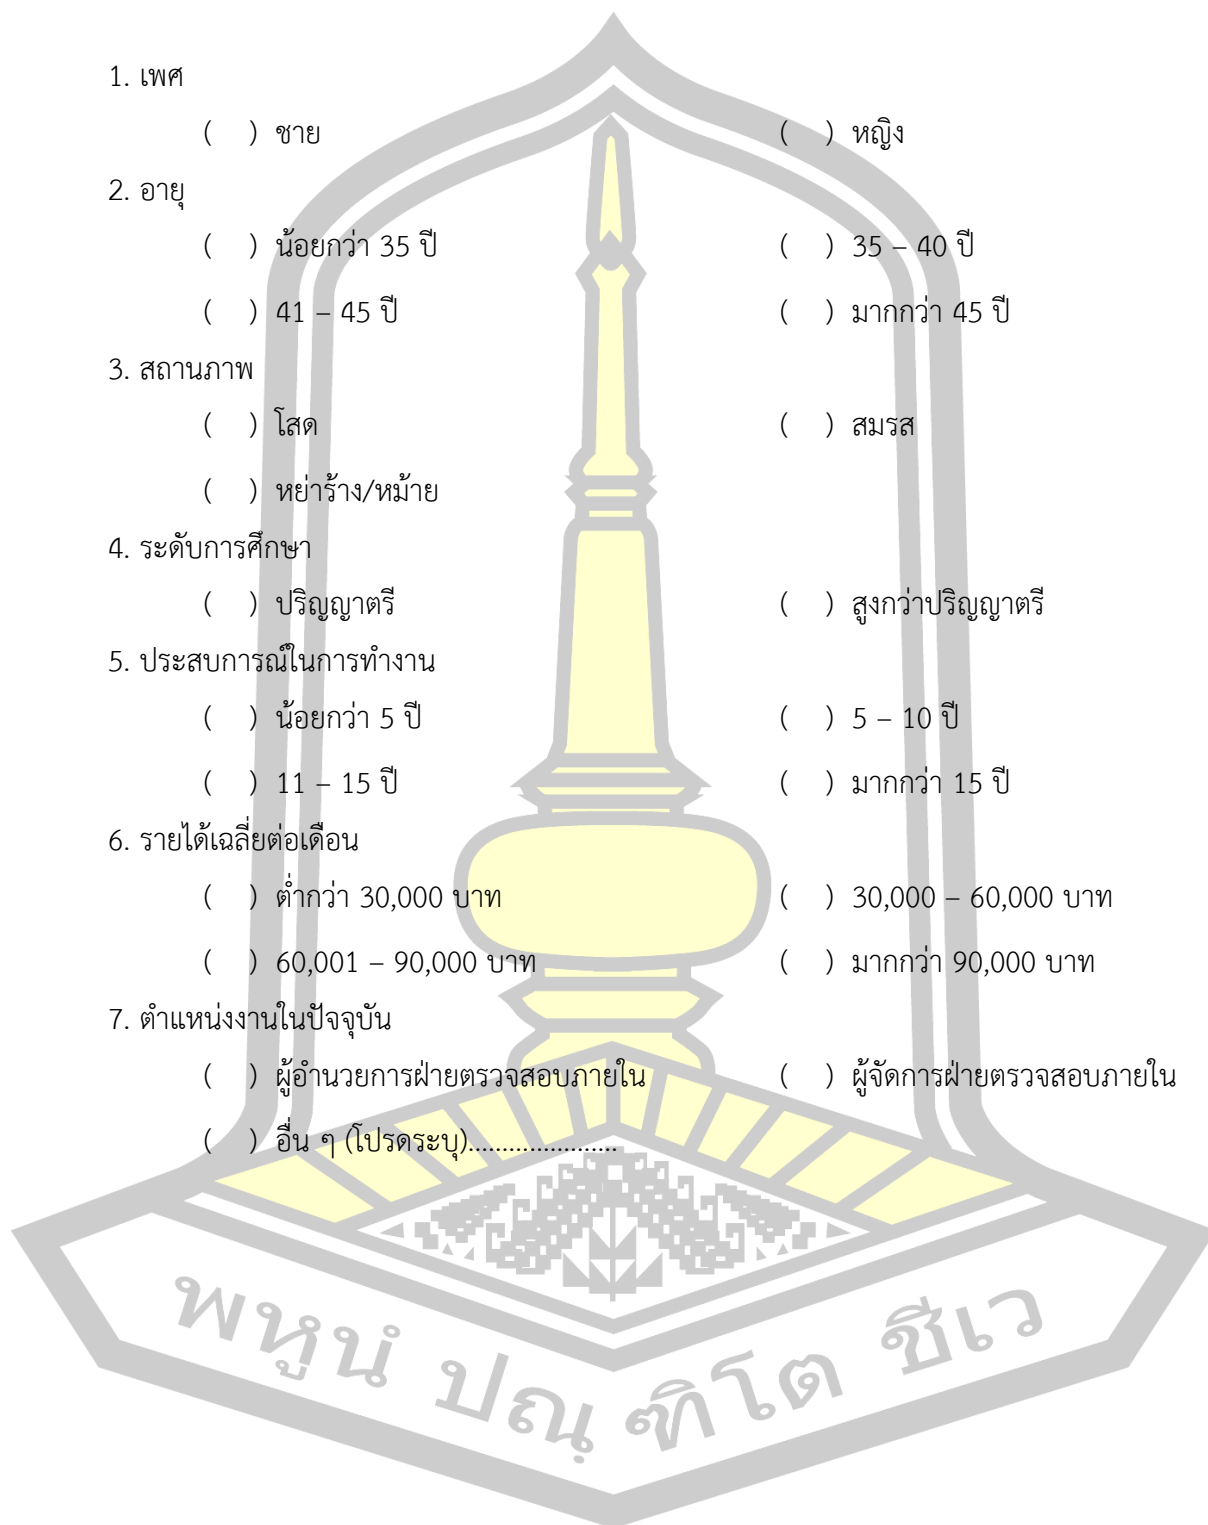 1. เพศ
( ) ชาย ( ) หญิง
2. อายุ
( ) น้อยกว่า 35 ปี ( ) 35 – 40 ปี
( ) 41 – 45 ปี ( ) มากกว่า 45 ปี
3. สถานภาพ
( ) โสด ( ) สมรส
( ) หย่าร้าง/หม้าย
4. ระดับการศึกษา
( ) ปริญญาตรี ( ) สูงกว่าปริญญาตรี
5. ประสบการณ์ในการทำงาน
( ) น้อยกว่า 5 ปี ( ) 5 – 10 ปี
( ) 11 – 15 ปี ( ) มากกว่า 15 ปี
6. รายได้เฉลี่ยต่อเดือน
( ) ต่ำกว่า 30,000 บาท ( ) 30,000 – 60,000 บาท
( ) 60,001 – 90,000 บาท ( ) มากกว่า 90,000 บาท
7. ตำแหน่งงานในปัจจุบัน
( ) ผู้อำนวยการฝ่ายตรวจสอบภายใน ( ) ผู้จัดการฝ่ายตรวจสอบภายใน
( ) อื่น ๆ (โปรดระบุ)......................
พหูนํ ปณฺ ฑิโต ชีเว